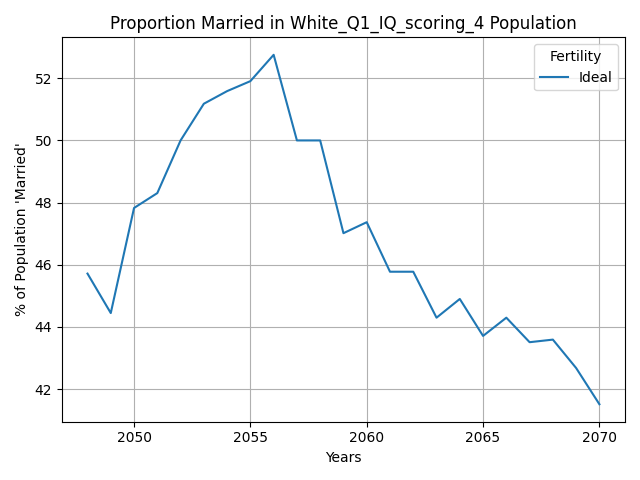 Proportion Married in White_Q1_IQ_scoring_4 Population
Fertility
Ideal
% of Population 'Married'
52
50
48
46
44
42
2050
2055
2060
2065
2070
Years